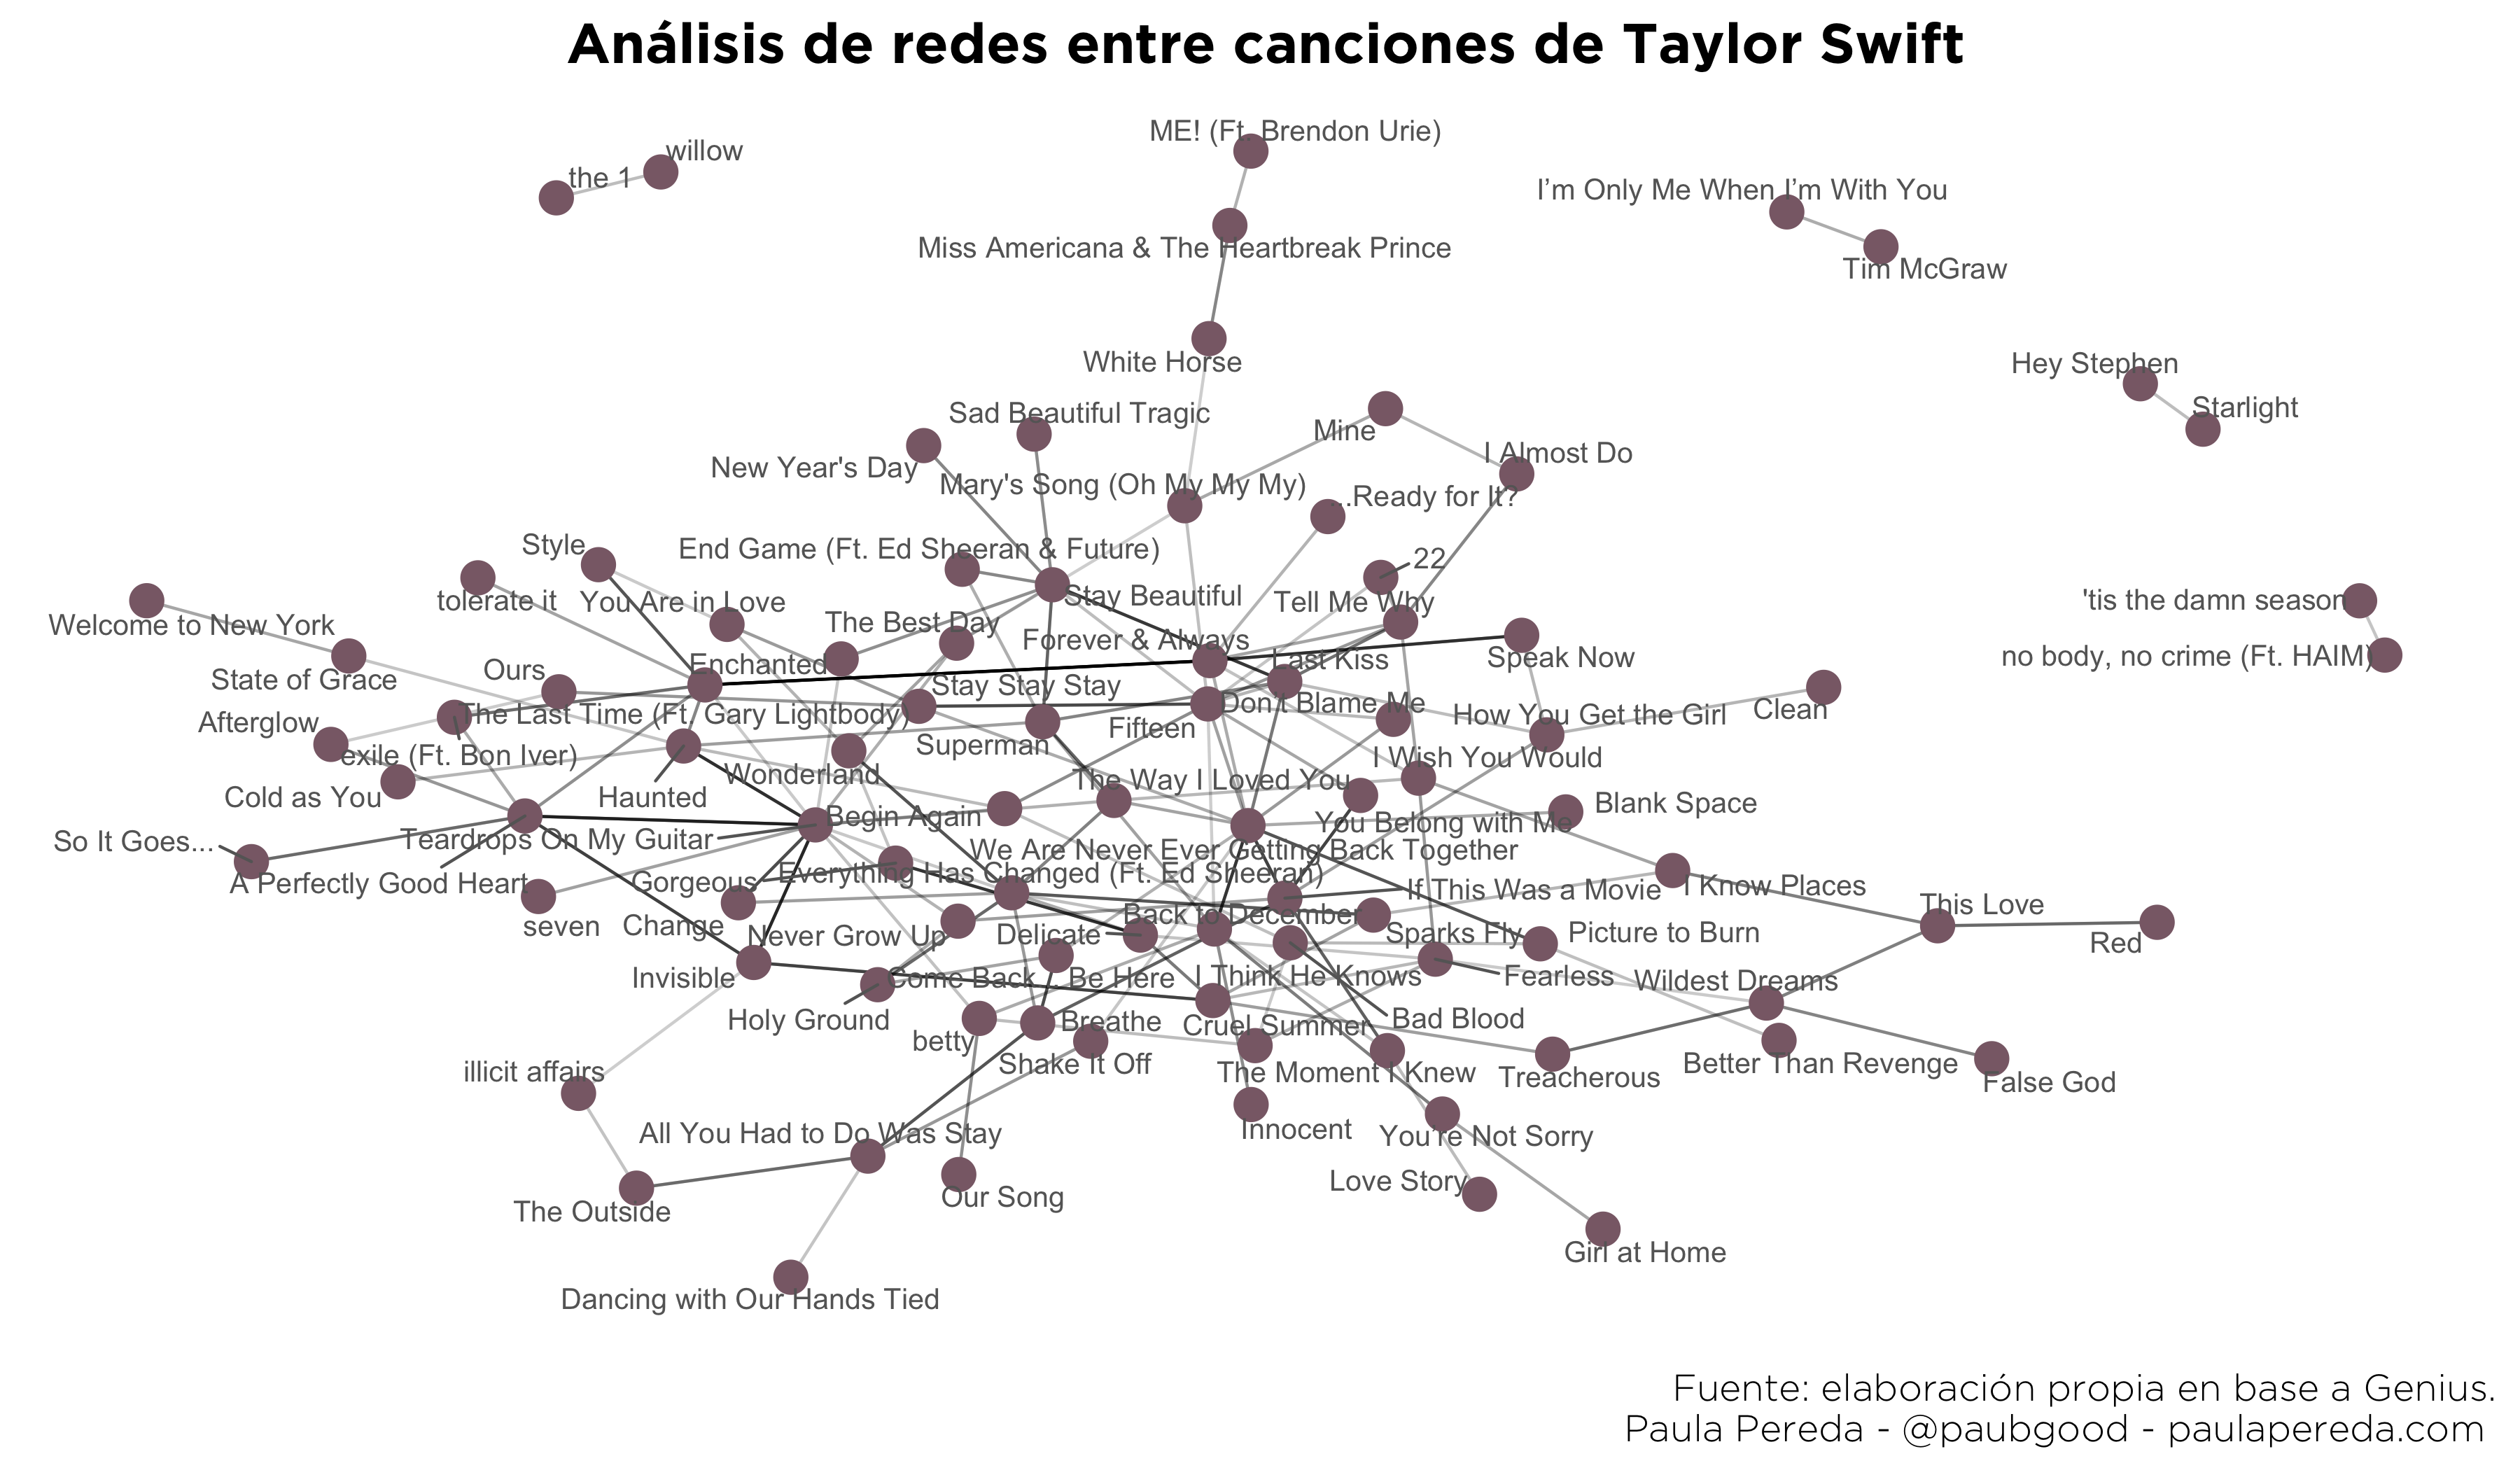 Análisis de redes entre canciones de Taylor Swift
ME! (Ft. Brendon Urie)
willow
the 1
I’m Only Me When I’m With You
Miss Americana & The Heartbreak Prince
Tim McGraw
White Horse
Hey Stephen
Starlight
Sad Beautiful Tragic
Mine
I Almost Do
New Year's Day
Mary's Song (Oh My My My)
...Ready for It?
Style
End Game (Ft. Ed Sheeran & Future)
22
tolerate it
You Are in Love
Stay Beautiful
Tell Me Why
'tis the damn season
Welcome to New York
The Best Day
Forever & Always
Last Kiss
Speak Now
no body, no crime (Ft. HAIM)
State of Grace
Ours
Enchanted
Stay Stay Stay
Don't Blame Me
How You Get the Girl
Clean
Afterglow
The Last Time (Ft. Gary Lightbody)
Fifteen
exile (Ft. Bon Iver)
Superman
I Wish You Would
Wonderland
The Way I Loved You
Cold as You
Haunted
Begin Again
You Belong with Me
Blank Space
So It Goes...
Teardrops On My Guitar
We Are Never Ever Getting Back Together
A Perfectly Good Heart
Gorgeous
Everything Has Changed (Ft. Ed Sheeran)
If This Was a Movie
I Know Places
seven
Change
Never Grow Up
Delicate
Back to December
Sparks Fly
Picture to Burn
This Love
Red
Invisible
Come Back... Be Here
I Think He Knows
Fearless
Wildest Dreams
Holy Ground
betty
Breathe
Cruel Summer
Bad Blood
Shake It Off
illicit affairs
The Moment I Knew
Treacherous
Better Than Revenge
False God
All You Had to Do Was Stay
Innocent
You're Not Sorry
The Outside
Our Song
Love Story
Girl at Home
Dancing with Our Hands Tied
Fuente: elaboración propia en base a Genius.
Paula Pereda - @paubgood - paulapereda.com